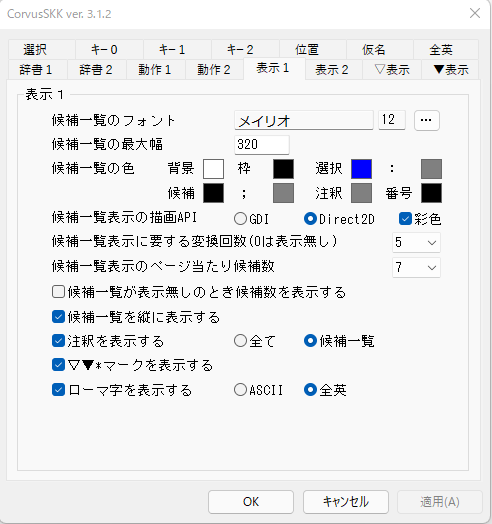 CorvusSKK ver. 3.1.2
選択 キー0 キー1 キー2 位置 仮名 全英
辞書1 辞書2 動作1 動作2 表示1 表示2 ▽表示 ▼表示
表示1
候補一覧のフォント メイリオ 12 ...
候補一覧の最大幅 320
候補一覧の色 背景 枠 選択 :
候補 ; 注釈 番号
候補一覧表示の描画API GDI Direct2D 彩色
候補一覧表示に要する変換回数(0は表示無し) 5
候補一覧表示のページ当たり候補数 7
候補一覧が表示無しのとき候補数を表示する
候補一覧を縦に表示する
注釈を表示する 全て 候補一覧
▽▼*マークを表示する
ローマ字を表示する ASCII 全英
OK キャンセル 適用(A)